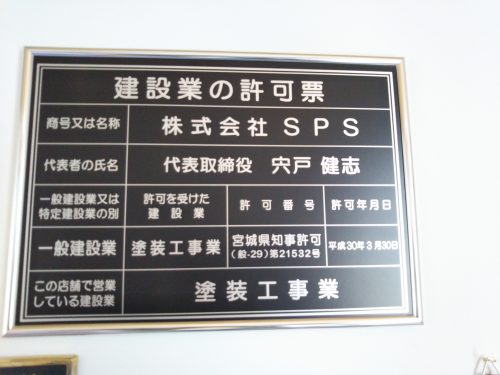 建設業の許可票
商号又は名称
株式会社 SPS
代表者の氏名
代表取締役 宍戸 健志
一般建設業又は
特定建設業の別
許可を受けた
建設業
許可番号
許可年月日
一般建設業
塗装工事業
宮城県知事許可
(般-29)第21532号
平成30年3月30日
この店舗で営業
している建設業
塗装工事業